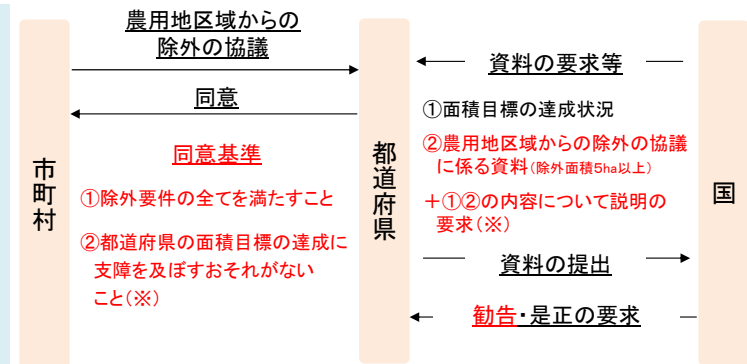 農用地区域からの
除外の協議
同意
同意基準
①除外要件の全てを満たすこと
②都道府県の面積目標の達成に
支障を及ぼすおそれがない
こと(※)
市町村
都道府県
資料の要求等
①面積目標の達成状況
②農用地区域からの除外の協議
に係る資料(除外面積5ha以上)
+①②の内容について説明の
要求(※)
資料の提出
勧告・是正の要求
国